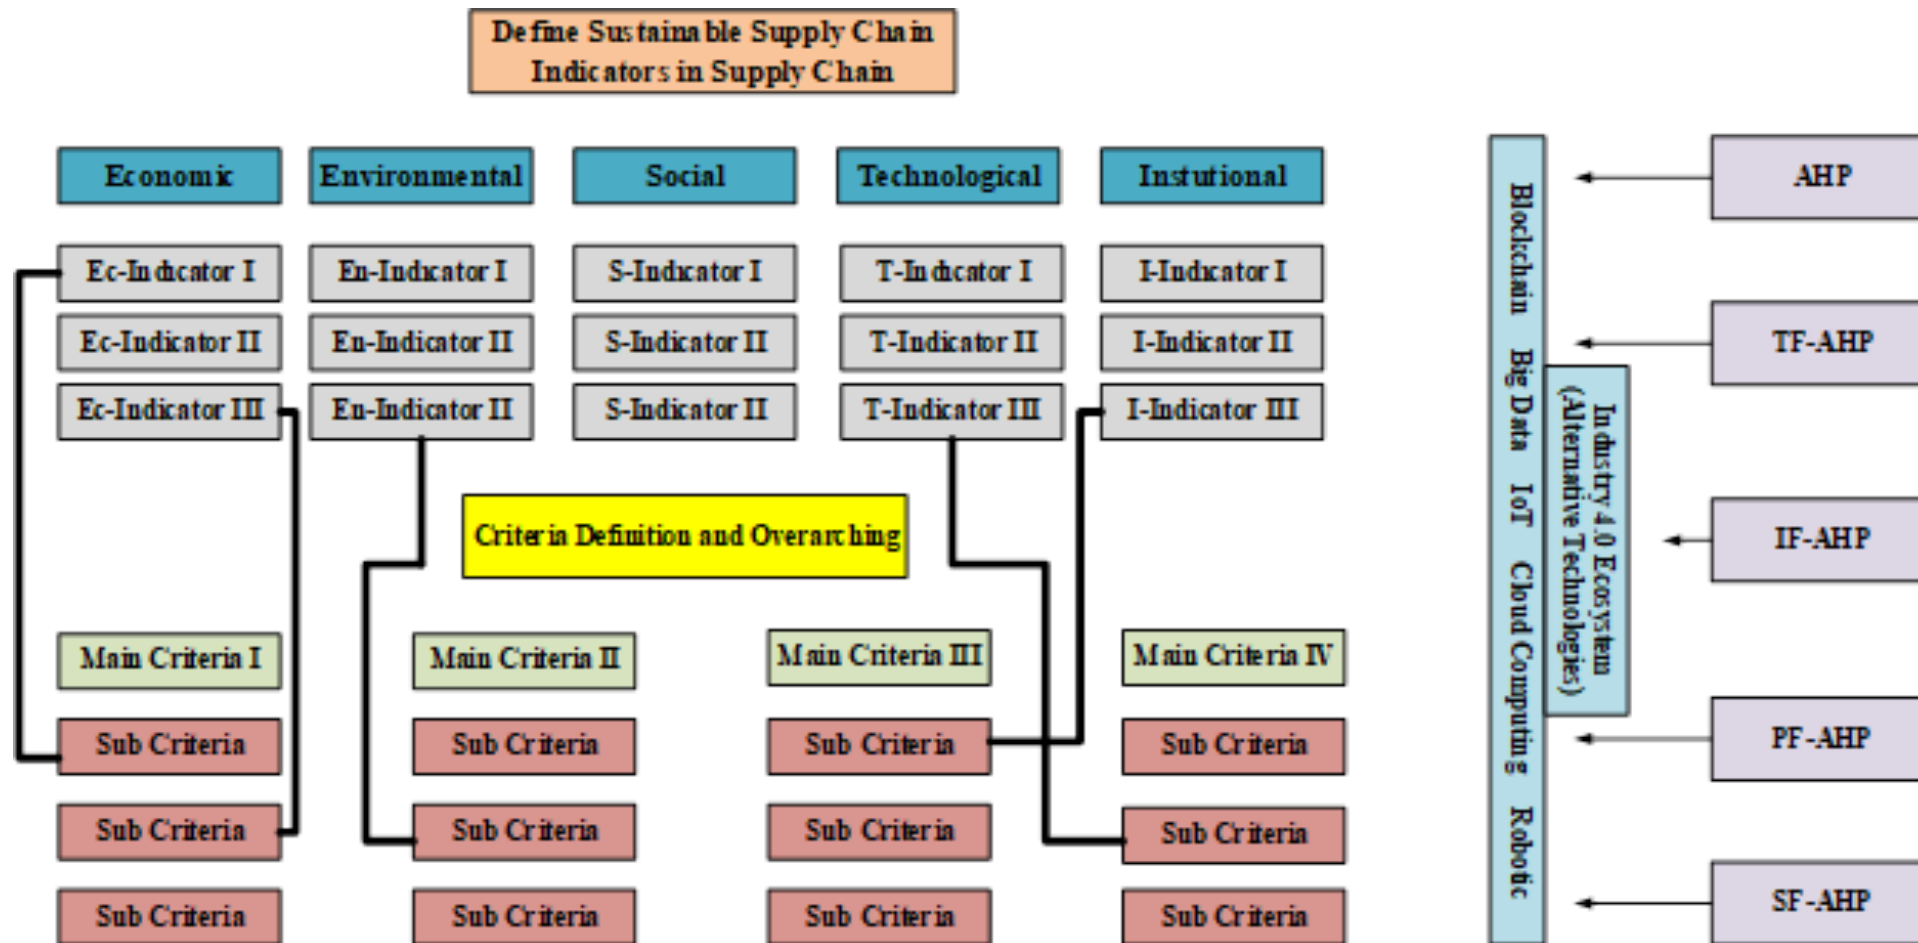 Define Sustainable Supply Chain
Indicators in Supply Chain
Economic
Environmental
Social
Technological
Instutional
Ec-Indicator I
En-Indicator I
S-Indicator I
T-Indicator I
I-Indicator I
Ec-Indicator II
En-Indicator II
S-Indicator II
T-Indicator II
I-Indicator II
Ec-Indicator III
En-Indicator II
S-Indicator II
T-Indicator III
I-Indicator III
Criteria Definition and Overarching
Main Criteria I
Main Criteria II
Main Criteria III
Main Criteria IV
Sub Criteria
Sub Criteria
Sub Criteria
Sub Criteria
Sub Criteria
Sub Criteria
Sub Criteria
Sub Criteria
Sub Criteria
Sub Criteria
Sub Criteria
Sub Criteria
Blockchain Big Data IoT Cloud Computing Robotic
Industry 4.0 Ecosystem
(Alternative Technologies)
AHP
TF-AHP
IF-AHP
PF-AHP
SF-AHP